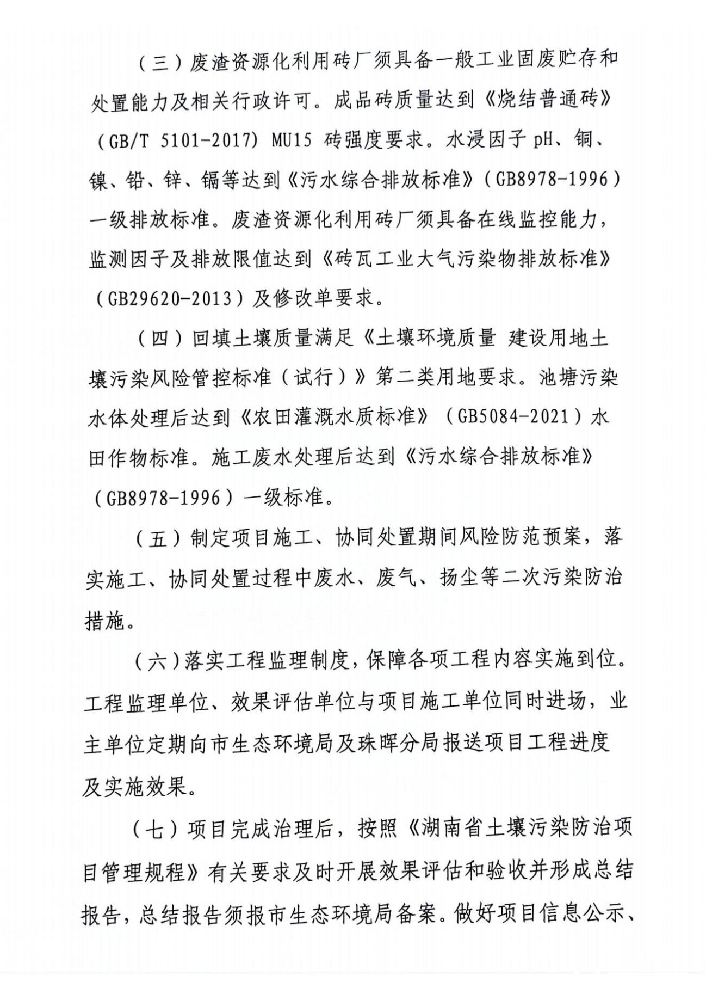 （三）废渣资源化利用砖厂须具备一般工业固废贮存和
处置能力及相关行政许可。成品砖质量达到《烧结普通砖》
（GB/T 5101-2017) MU15 砖强度要求。水浸因子 pH、铜、
镍、铅、锌、镉等达到《污水综合排放标准》（GB8978-1996）
一级排放标准。废渣资源化利用砖厂须具备在线监控能力，
监测因子及排放限值达到《砖瓦工业大气污染物排放标准》
（GB29620-2013）及修改单要求。
（四）回填土壤质量满足《土壤环境质量 建设用地土
壤污染风险管控标准（试行）》第二类用地要求。池塘污染
水体处理后达到《农田灌溉水质标准》（GB5084-2021）水
田作物标准。施工废水处理后达到《污水综合排放标准》
（GB8978-1996）一级标准。
（五）制定项目施工、协同处置期间风险防范预案，落
实施工、协同处置过程中废水、废气、扬尘等二次污染防治
措施。
（六）落实工程监理制度，保障各项工程内容实施到位。
工程监理单位、效果评估单位与项目施工单位同时进场，业
主单位定期向市生态环境局及珠晖分局报送项目工程进度
及实施效果。
（七）项目完成治理后，按照《湖南省土壤污染防治项
目管理规程》有关要求及时开展效果评估和验收并形成总结
报告，总结报告须报市生态环境局备案。做好项目信息公示、